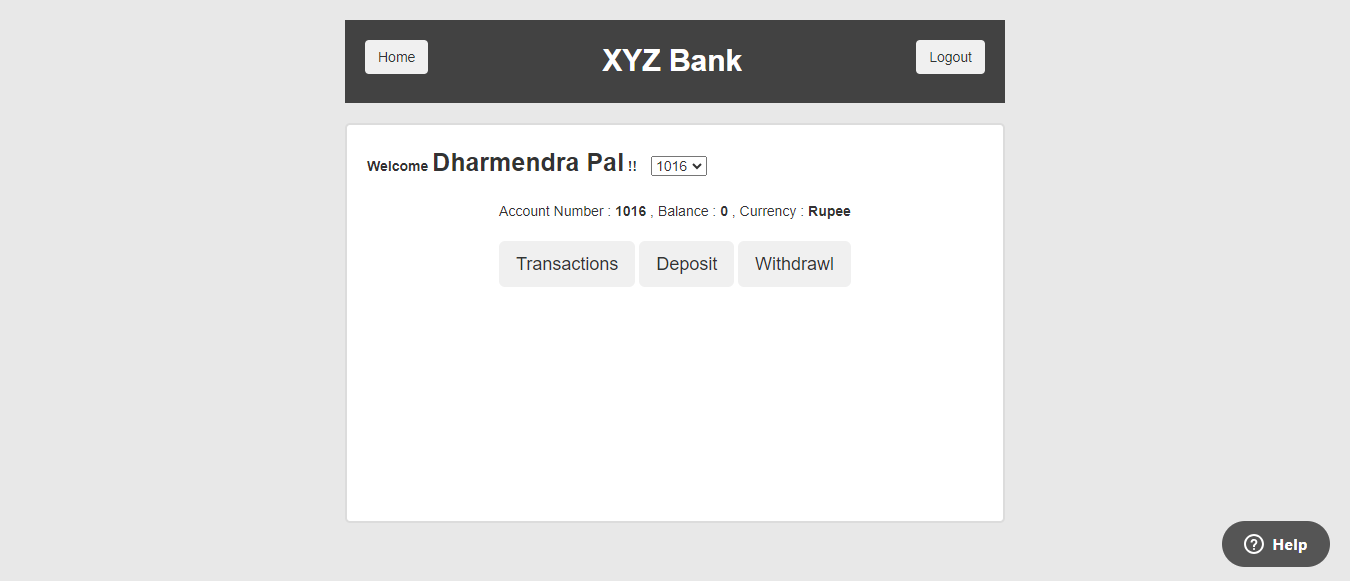 Home XYZ Bank Logout
Welcome Dharmendra Pal !! 1016
Account Number : 1016 , Balance : 0 , Currency : Rupee
Transactions Deposit Withdrawl
? Help